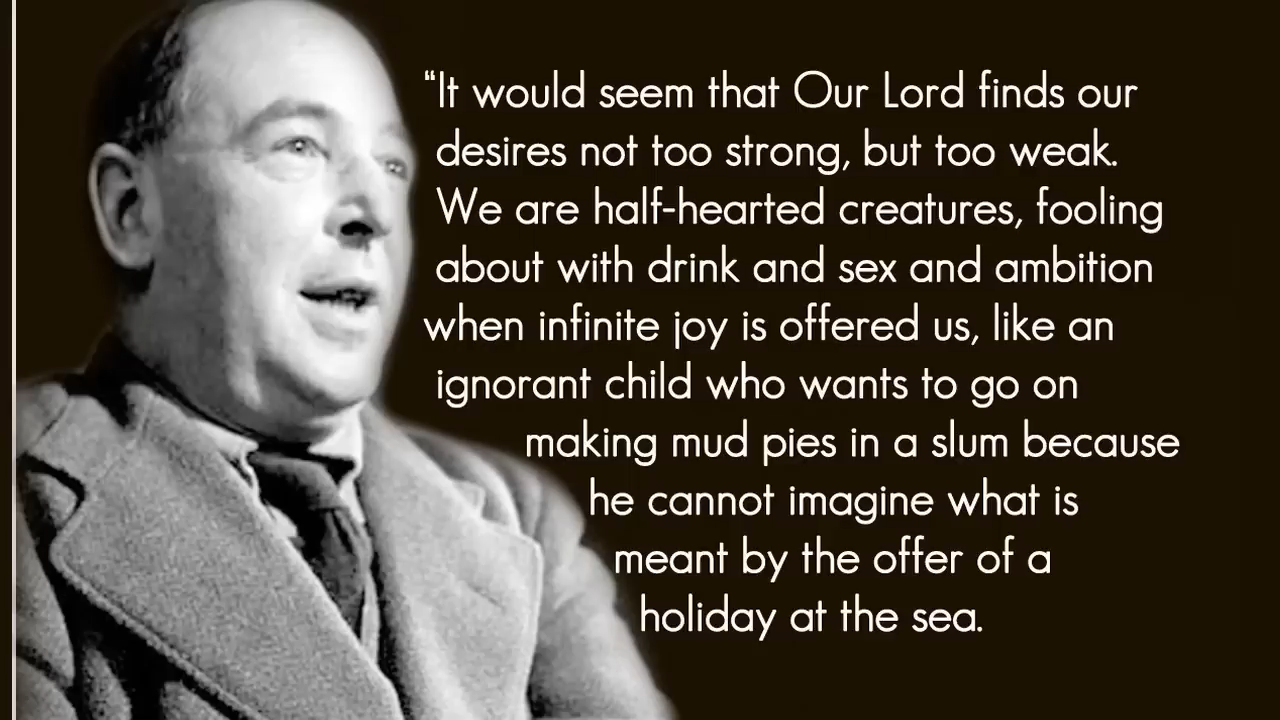 “It would seem that Our Lord finds our
desires not too strong, but too weak.
We are half-hearted creatures, fooling
about with drink and sex and ambition
when infinite joy is offered us, like an
ignorant child who wants to go on
making mud pies in a slum because
he cannot imagine what is
meant by the offer of a
holiday at the sea.